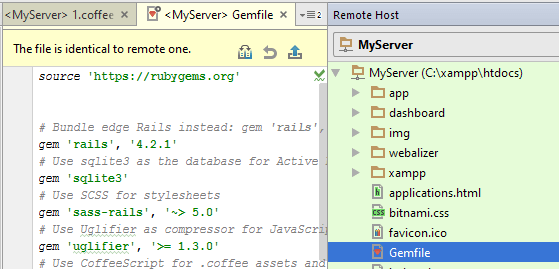 <MyServer> 1.coffee
<MyServer> Gemfile
2
The file is identical to remote one.
source 'https://rubygems.org'
# Bundle edge Rails instead: gem 'rails',
gem 'rails', '4.2.1'
# Use sqlite3 as the database for Active
gem 'sqlite3'
# Use SCSS for stylesheets
gem 'sass-rails', '~> 5.0'
# Use Uglifier as compressor for JavaScrip
gem 'uglifier', '>= 1.3.0'
# Use CoffeeScript for .coffee assets and
Remote Host
MyServer
MyServer (C:\xampp\htdocs)
app
dashboard
img
webalizer
xampp
applications.html
bitnami.css
favicon.ico
Gemfile